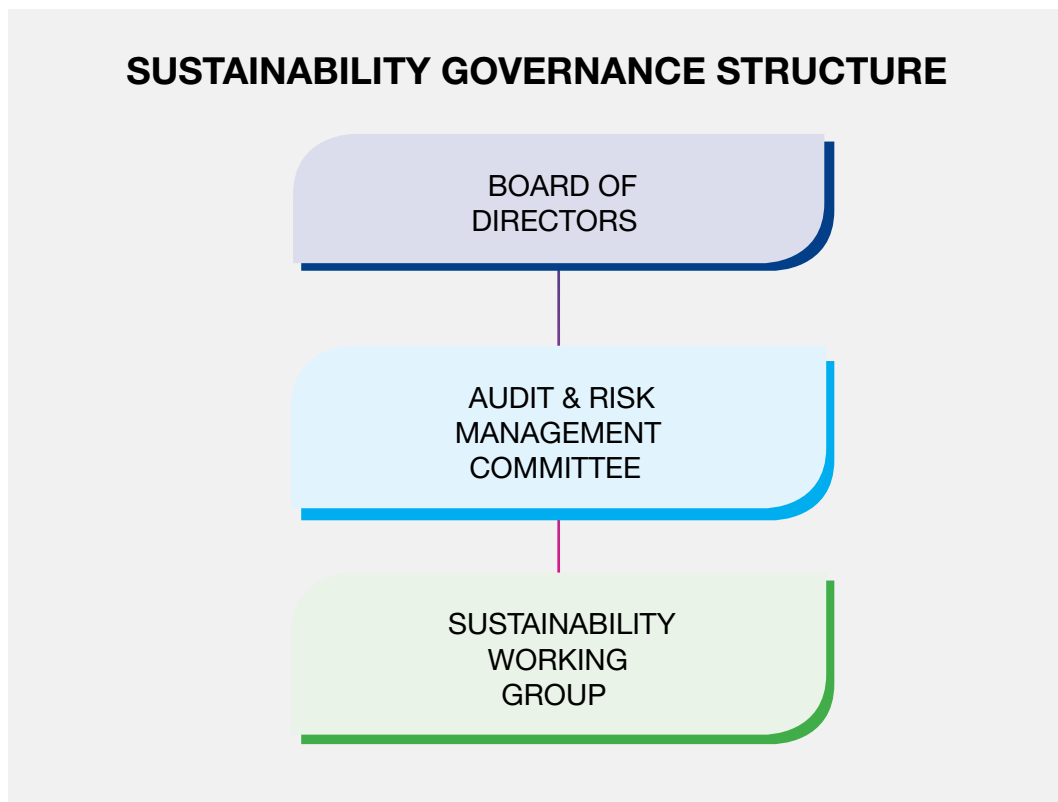 SUSTAINABILITY GOVERNANCE STRUCTURE
BOARD OF
DIRECTORS
AUDIT & RISK
MANAGEMENT
COMMITTEE
SUSTAINABILITY
WORKING
GROUP